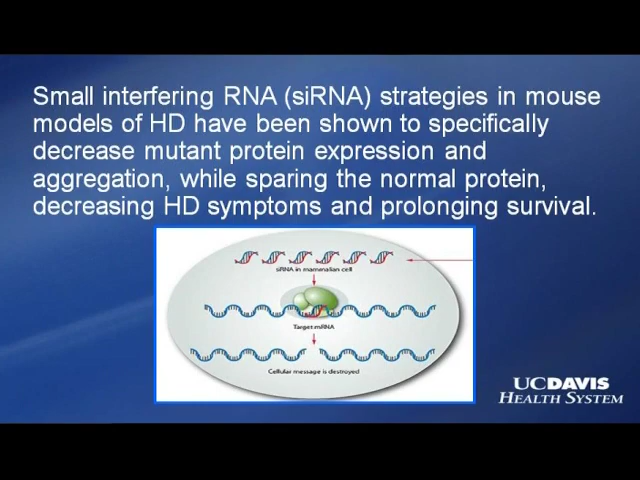 Small interfering RNA (siRNA) strategies in mouse
models of HD have been shown to specifically
decrease mutant protein expression and
aggregation, while sparing the normal protein,
decreasing HD symptoms and prolonging survival.
siRNA in mammalian cell
Target mRNA
Cellular message is destroyed
UCDAVIS
HEALTH SYSTEM